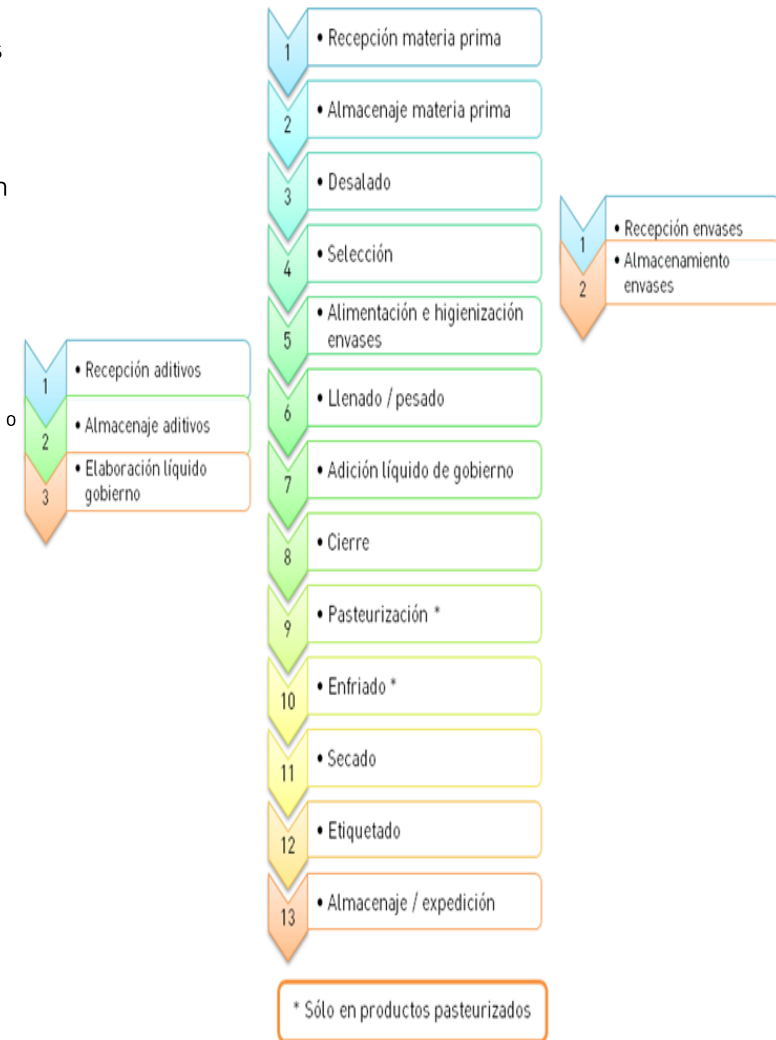 s
n
o
1
• Recepción materia prima
2
• Almacenaje materia prima
3
• Desalado
4
• Selección
5
• Alimentación e higienización
envases
6
• Llenado / pesado
7
• Adición líquido de gobierno
8
• Cierre
9
• Pasteurización *
10
• Enfriado *
11
• Secado
12
• Etiquetado
13
• Almacenaje / expedición
1
• Recepción envases
2
• Almacenamiento
envases
1
• Recepción aditivos
2
• Almacenaje aditivos
3
• Elaboración líquido
gobierno
* Sólo en productos pasteurizados